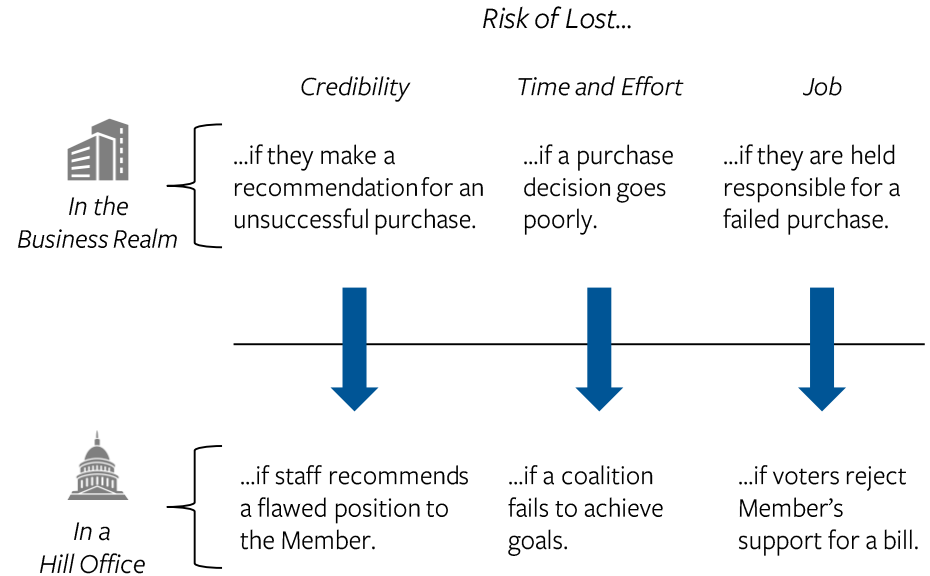 Risk of Lost...
Credibility
Time and Effort
Job
In the
Business Realm
...if they make a
recommendation for an
unsuccessful purchase.
...if a purchase
decision goes
poorly.
...if they are held
responsible for a
failed purchase.
In a
Hill Office
...if staff recommends
a flawed position to
the Member.
...if a coalition
fails to achieve
goals.
...if voters reject
Member’s
support for a bill.